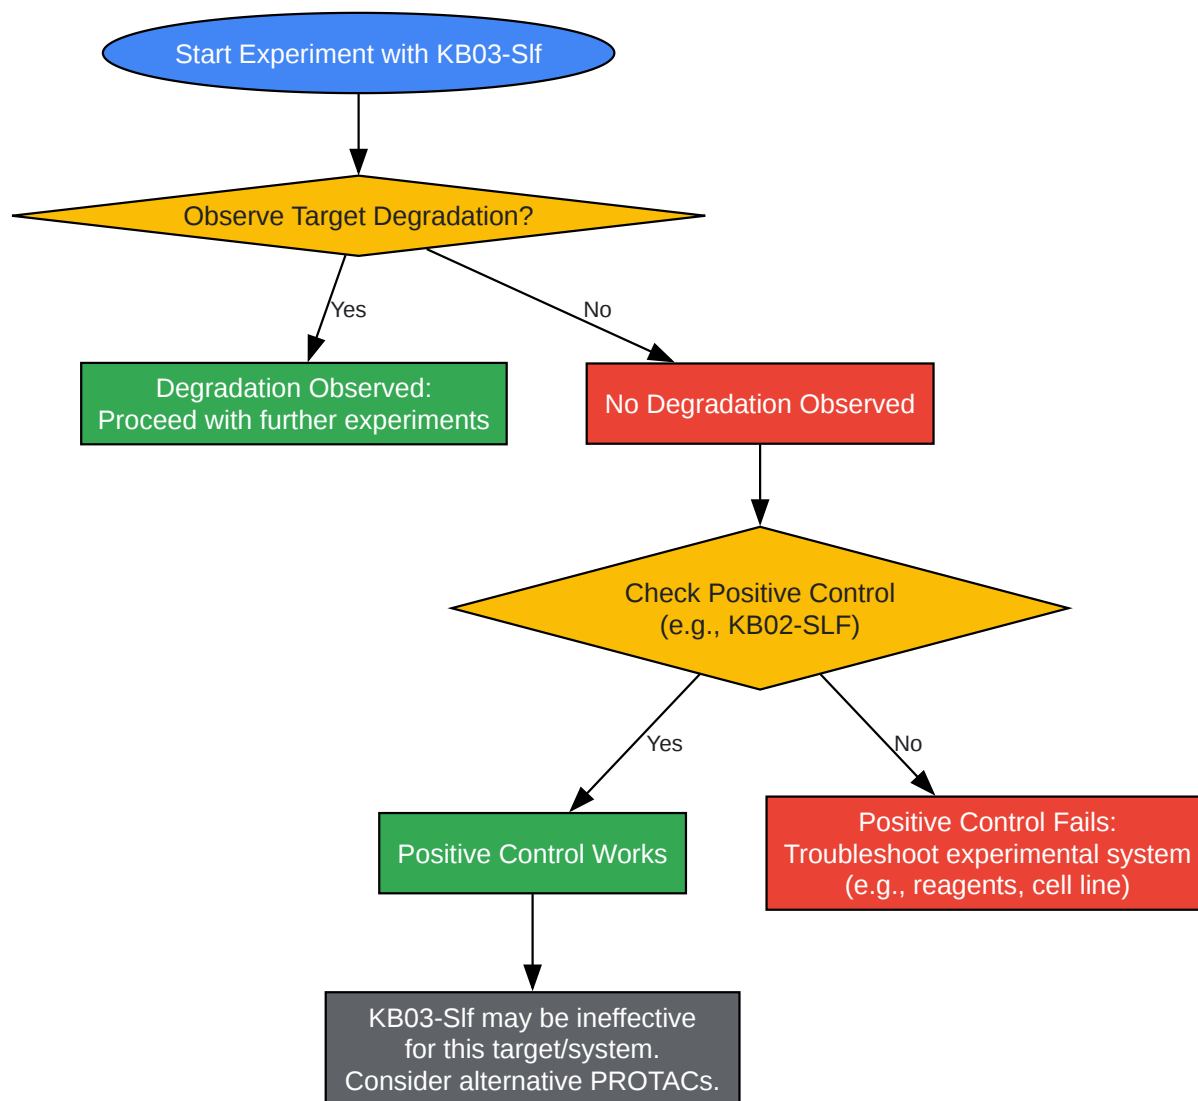 Start Experiment with KB03-Slf
Observe Target Degradation?
Yes
No
Degradation Observed:
Proceed with further experiments
No Degradation Observed
Check Positive Control
(e.g., KB02-SLF)
Yes
No
Positive Control Works
Positive Control Fails:
Troubleshoot experimental system
(e.g., reagents, cell line)
KB03-Slf may be ineffective
for this target/system.
Consider alternative PROTACs.